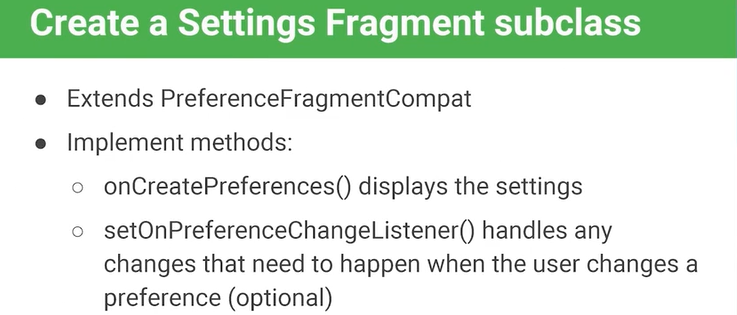 Create a Settings Fragment subclass
● Extends PreferenceFragmentCompat
● Implement methods:
○ onCreatePreferences() displays the settings
○ setOnPreferenceChangeListener() handles any
changes that need to happen when the user changes a
preference (optional)